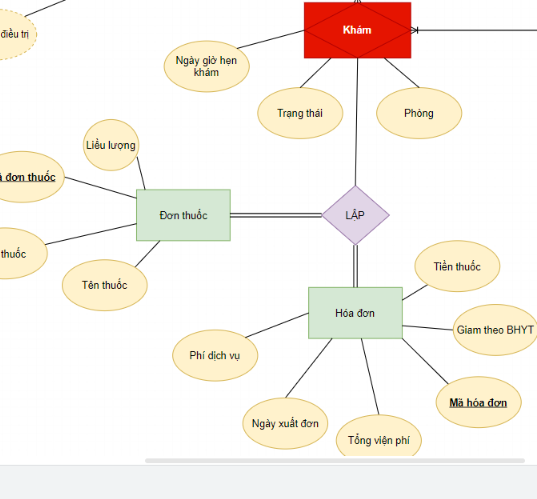 điều trị
Khám
Ngày giờ hẹn
khám
Trạng thái
Phòng
Liều lượng
đơn thuốc
Đơn thuốc
LẬP
thuốc
Tên thuốc
Tiền thuốc
Hóa đơn
Giam theo BHYT
Phí dịch vụ
Mã hóa đơn
Ngày xuất đơn
Tổng viện phí